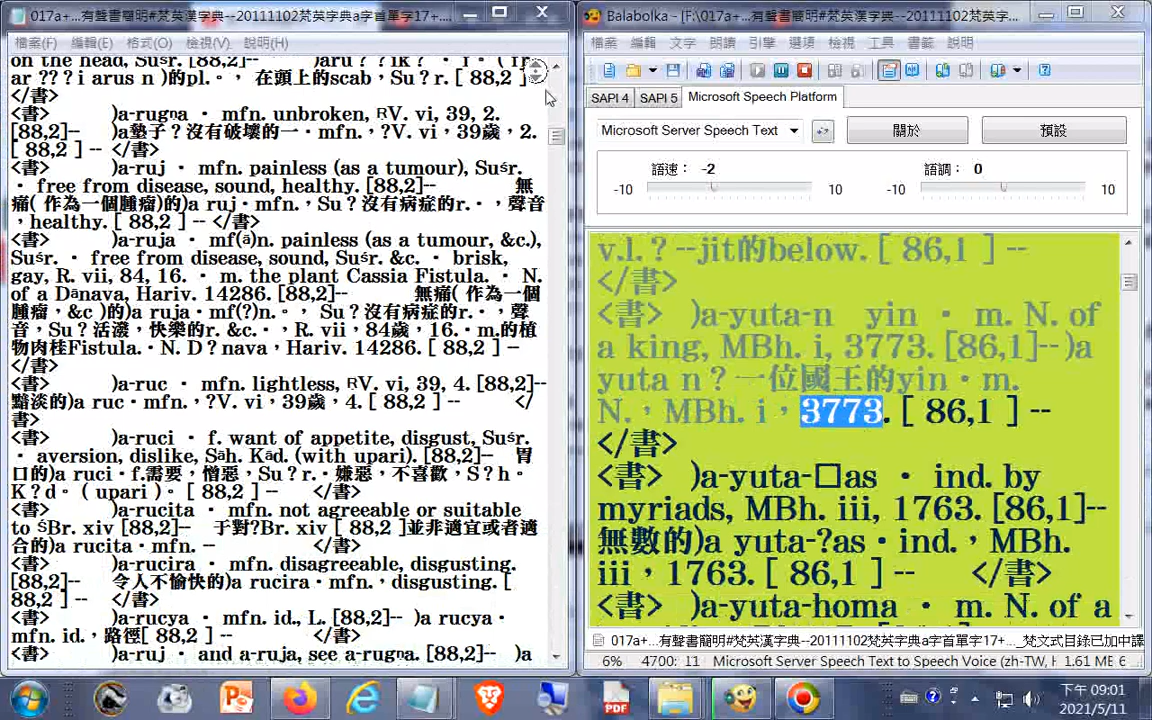 017a+...有聲書簡明#梵英漢字典--20111102梵英字典a字首單字17+...
檔案(F) 編輯(E) 格式(O) 檢視(V) 說明(H)
on the head, Suśr. [88,2]--
ar ???i arus n )的pl.。, 在頭上的scab, Su?r. [ 88,2 ]
</書>
<書> )a-rugna • mfn. unbroken, RV. vi, 39, 2.
[88,2]-- )a墊子?沒有破壞的一・mfn.,?V. vi,39歲,2.
[ 88,2 ] -- </書>
<書> )a-ruj • mfn. painless (as a tumour), Suśr.
• free from disease, sound, healthy. [88,2]-- 無
痛( 作為一個腫瘤)的)a ruj・mfn.,Su?沒有病症的r.・,聲音
,healthy. [ 88,2 ] -- </書>
<書> )a-ruja • mf(ā)n. painless (as a tumour, &c.),
Suśr. • free from disease, sound, Suśr. &c. • brisk,
gay, R. vii, 84, 16. • m. the plant Cassia Fistula. • N.
of a Dānava, Hariv. 14286. [88,2]-- 無痛( 作為一個
腫瘤,&c )的)a ruja・mf(?)n.。, Su?沒有病症的r.・,聲
音,Su?活潑,快樂的r. &c.・,R. vii,84歲,16.・m.的植
物肉桂Fistula.・N. D?nava, Hariv. 14286. [ 88,2 ] --
</書>
<書> )a-ruc • mfn. lightless, RV. vi, 39, 4. [88,2]--
黯淡的)a ruc・mfn.,?V. vi,39歲,4. [ 88,2 ] -- </
書>
<書> )a-ruci • f. want of appetite, disgust, Suśr.
• aversion, dislike, Sāh. Kād. (with upari). [88,2]-- 胃
口的)a ruci・f.需要,憎惡,Su?r.・嫌惡,不喜歡,S?h。
K?d。 ( upari )。 [ 88,2 ] -- </書>
<書> )a-rucita • mfn. not agreeable or suitable
to ŚBr. xiv [88,2]-- 于對?Br. xiv [ 88,2 ]並非適宜或者適
合的)a rucita・mfn. -- </書>
<書> )a-rucira • mfn. disagreeable, disgusting.
[88,2]-- 令人不愉快的)a rucira・mfn.,disgusting. [
88,2 ] -- </書>
<書> )a-rucya • mfn. id., L. [88,2]-- )a rucya・
mfn. id.,路徑[ 88,2 ] -- </書>
<書> )a-ruj • and a-ruja, see a-rugna. [88,2]-- )a
Balabolka - [F:\017a+...有聲書簡明#梵英漢字典--20111102梵英字...
檔案 編輯 文字 朗讀 引擎 選項 檢視 工具 書籤 說明
SAPI 4 SAPI 5 Microsoft Speech Platform
Microsoft Server Speech Text 關於 預設
語速: -2 語調: 0
-10 10 -10 10
v.l.? --jit的below. [ 86,1 ] --
</書>
<書> )a-yuta-n yin • m. N. of
a king, MBh. i, 3773. [86,1]-- )a
yuta n?一位國王的yin・m.
N.,MBh. i,3773. [ 86,1 ] --
</書>
<書> )a-yuta-□as • ind. by
myriads, MBh. iii, 1763. [86,1]--
無數的)a yuta-?as・ind.,MBh.
iii,1763. [ 86,1 ] -- </書>
<書> )a-yuta-homa • m. N. of a
017a+...有聲書簡明#梵英漢字典--20111102梵英字典a字首單字17+..._梵文式目錄已加中譯
6% 4700: 11 Microsoft Server Speech Text to Speech Voice (zh-TW, H 1.61 MB 6
下午 09:01
2021/5/11